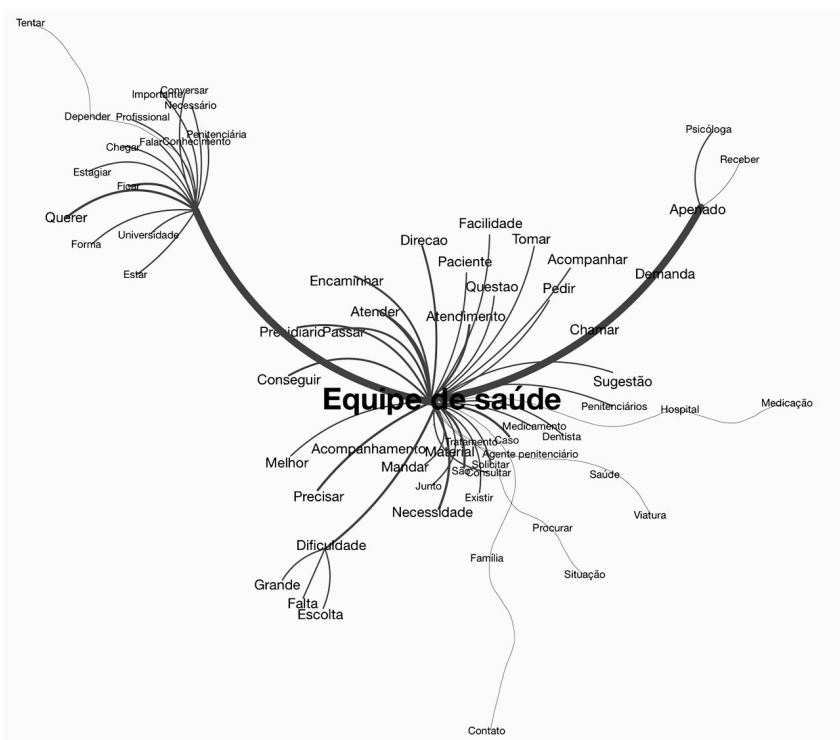 Tentar
Conversar
Importante
Necessário
Depender
Profissional
Penitenciária
Falar
Conhecimento
Chegar
Estagiar
Ficar
Querer
Universidade
Forma
Estar
Psicóloga
Receber
Apenado
Demanda
Chamar
Facilidade
Direcao
Tomar
Paciente
Acompanhar
Encaminhar
Questao
Pedir
Atender
Atendimento
Presidiario
Passar
Conseguir
Sugestão
Equipe de saúde
Penitenciários
Hospital
Medicação
Medicamento
Dentista
Tratamento
Caso
Acompanhamento
Material
Agente penitenciário
Melhor
Mandar
Solicitar
São
Consultar
Saúde
Junto
Precisar
Existir
Necessidade
Viatura
Procurar
Dificuldade
Família
Situação
Grande
Falta
Escolta
Contato